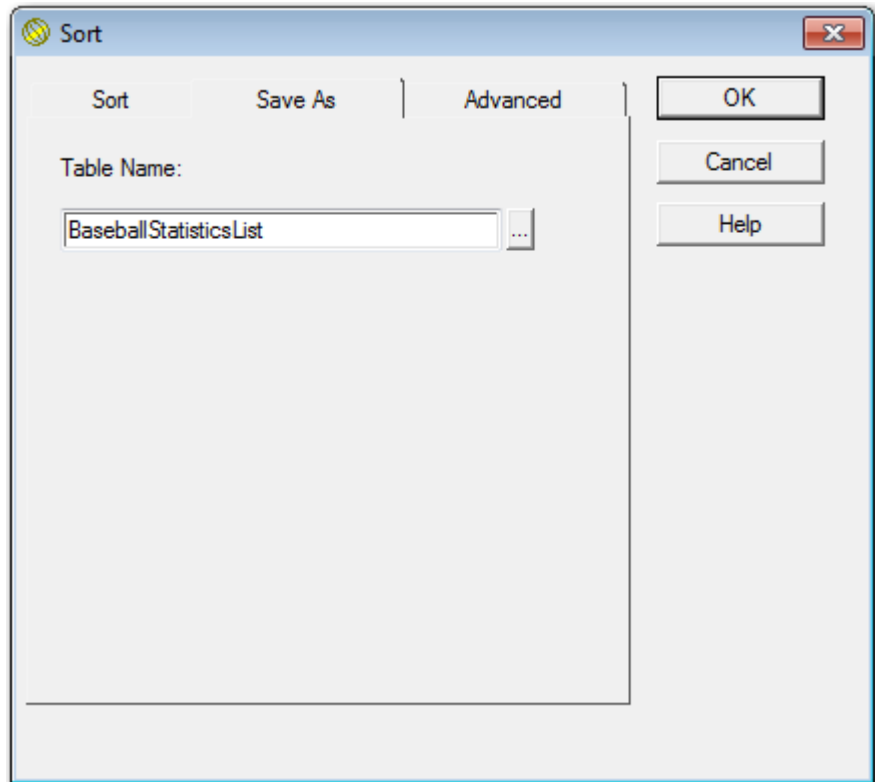 Sort
Sort Save As Advanced
OK
Cancel
Help
Table Name:
BaseballStatisticsList
...